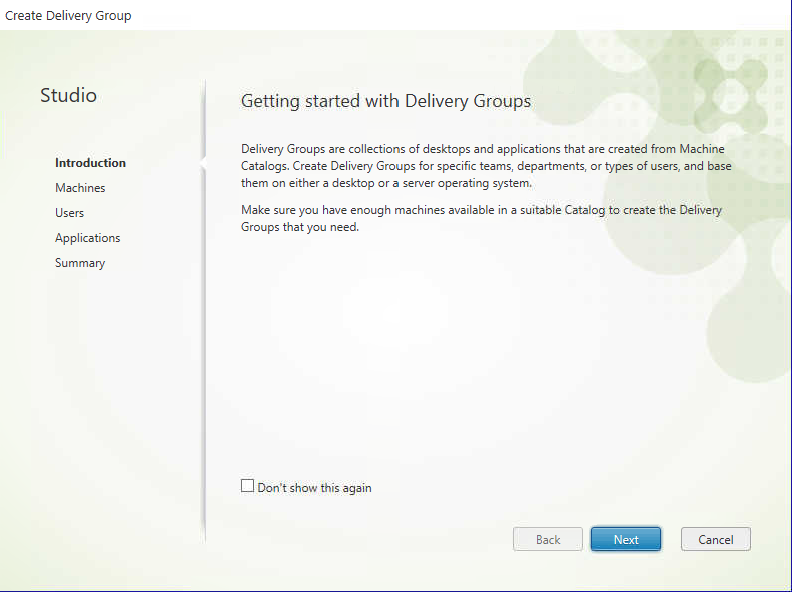 Create Delivery Group
Studio
Introduction
Machines
Users
Applications
Summary
Getting started with Delivery Groups
Delivery Groups are collections of desktops and applications that are created from Machine
Catalogs. Create Delivery Groups for specific teams, departments, or types of users, and base
them on either a desktop or a server operating system.
Make sure you have enough machines available in a suitable Catalog to create the Delivery
Groups that you need.
Don't show this again
Back
Next
Cancel